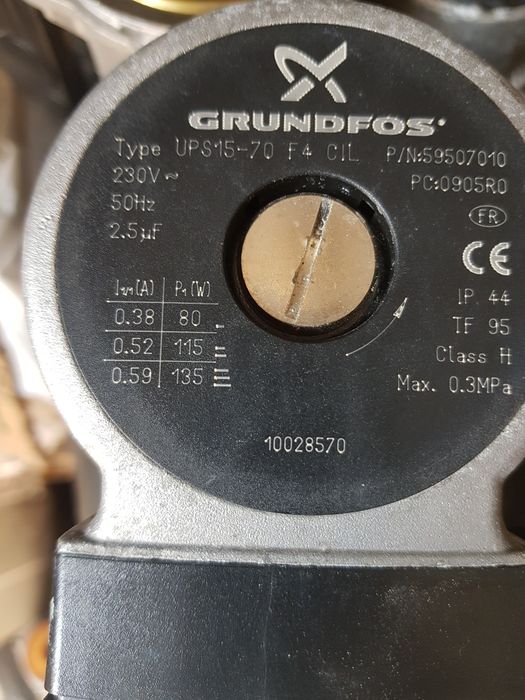 GRUNDFOS
Type UPS15-70 F4 CIL P/N:59507010
230V~ PC:0905R0
50Hz
2.5µF FR
CE
I1/1(A) P1(W) IP 44
0.38 80 TF 95
0.52 115 Class H
0.59 135 Max. 0.3MPa
10028570